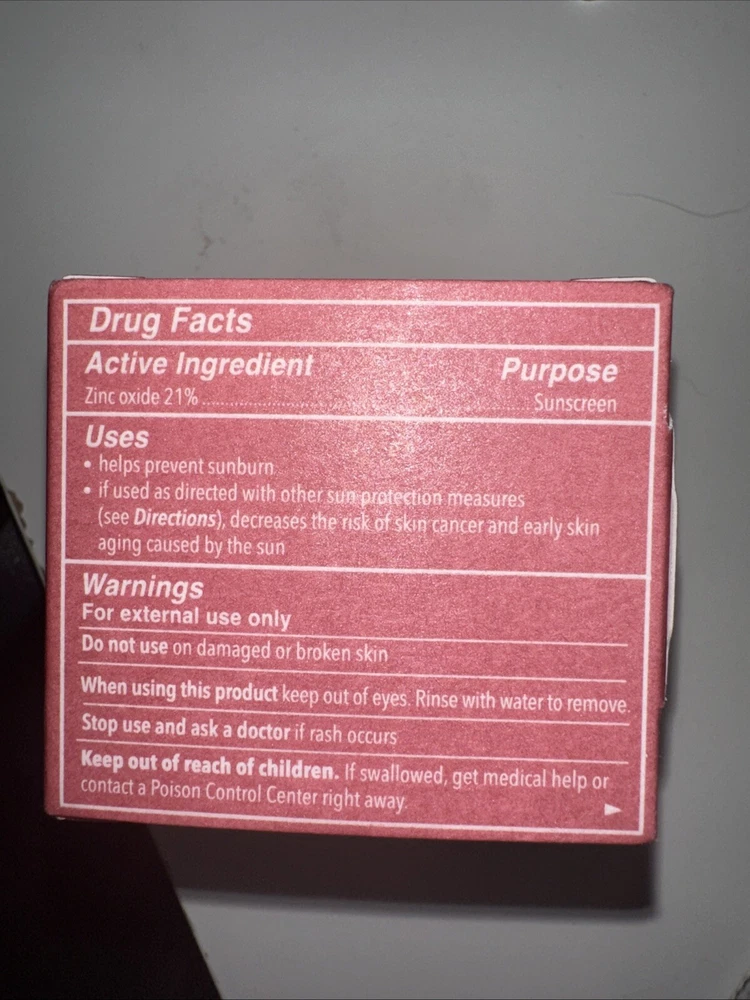 Drug Facts
Active Ingredient Purpose
Zinc oxide 21% ........................................................ Sunscreen
Uses
• helps prevent sunburn
• if used as directed with other sun protection measures
(see Directions), decreases the risk of skin cancer and early skin
aging caused by the sun
Warnings
For external use only
Do not use on damaged or broken skin
When using this product keep out of eyes. Rinse with water to remove.
Stop use and ask a doctor if rash occurs
Keep out of reach of children. If swallowed, get medical help or
contact a Poison Control Center right away.